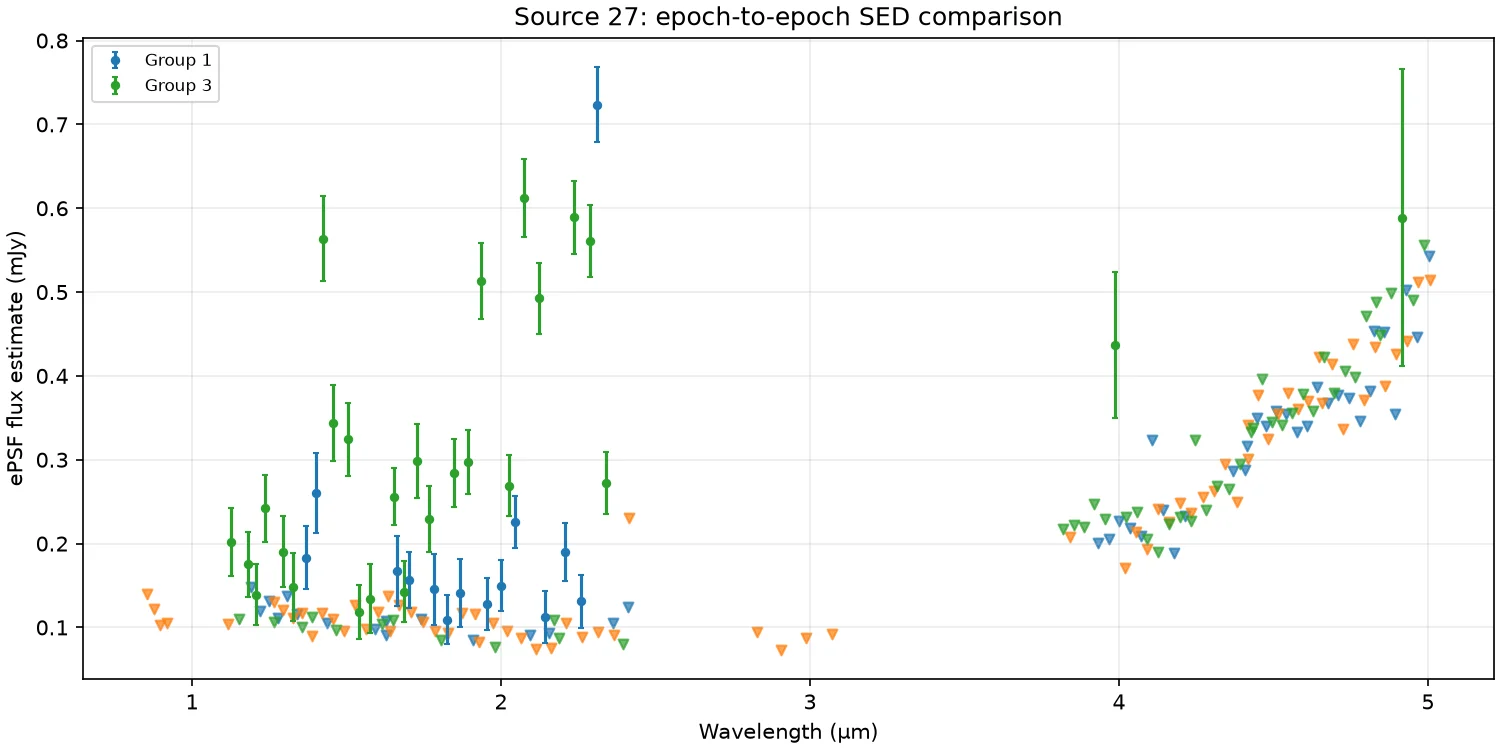 Source 27: epoch-to-epoch SED comparison
0.8
0.7
0.6
0.5
0.4
0.3
0.2
0.1
ePSF flux estimate (mJy)
Group 1
Group 3
1
2
3
4
5
Wavelength (μm)